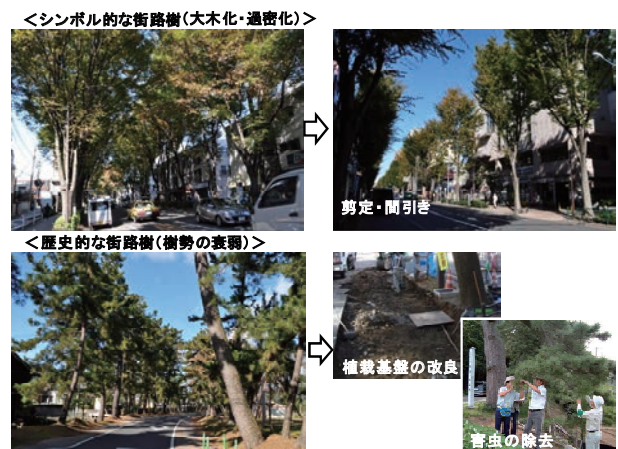 ＜シンボル的な街路樹(大木化・過密化)＞
剪定・間引き
＜歴史的な街路樹(樹勢の衰弱)＞
植栽基盤の改良
害虫の除去